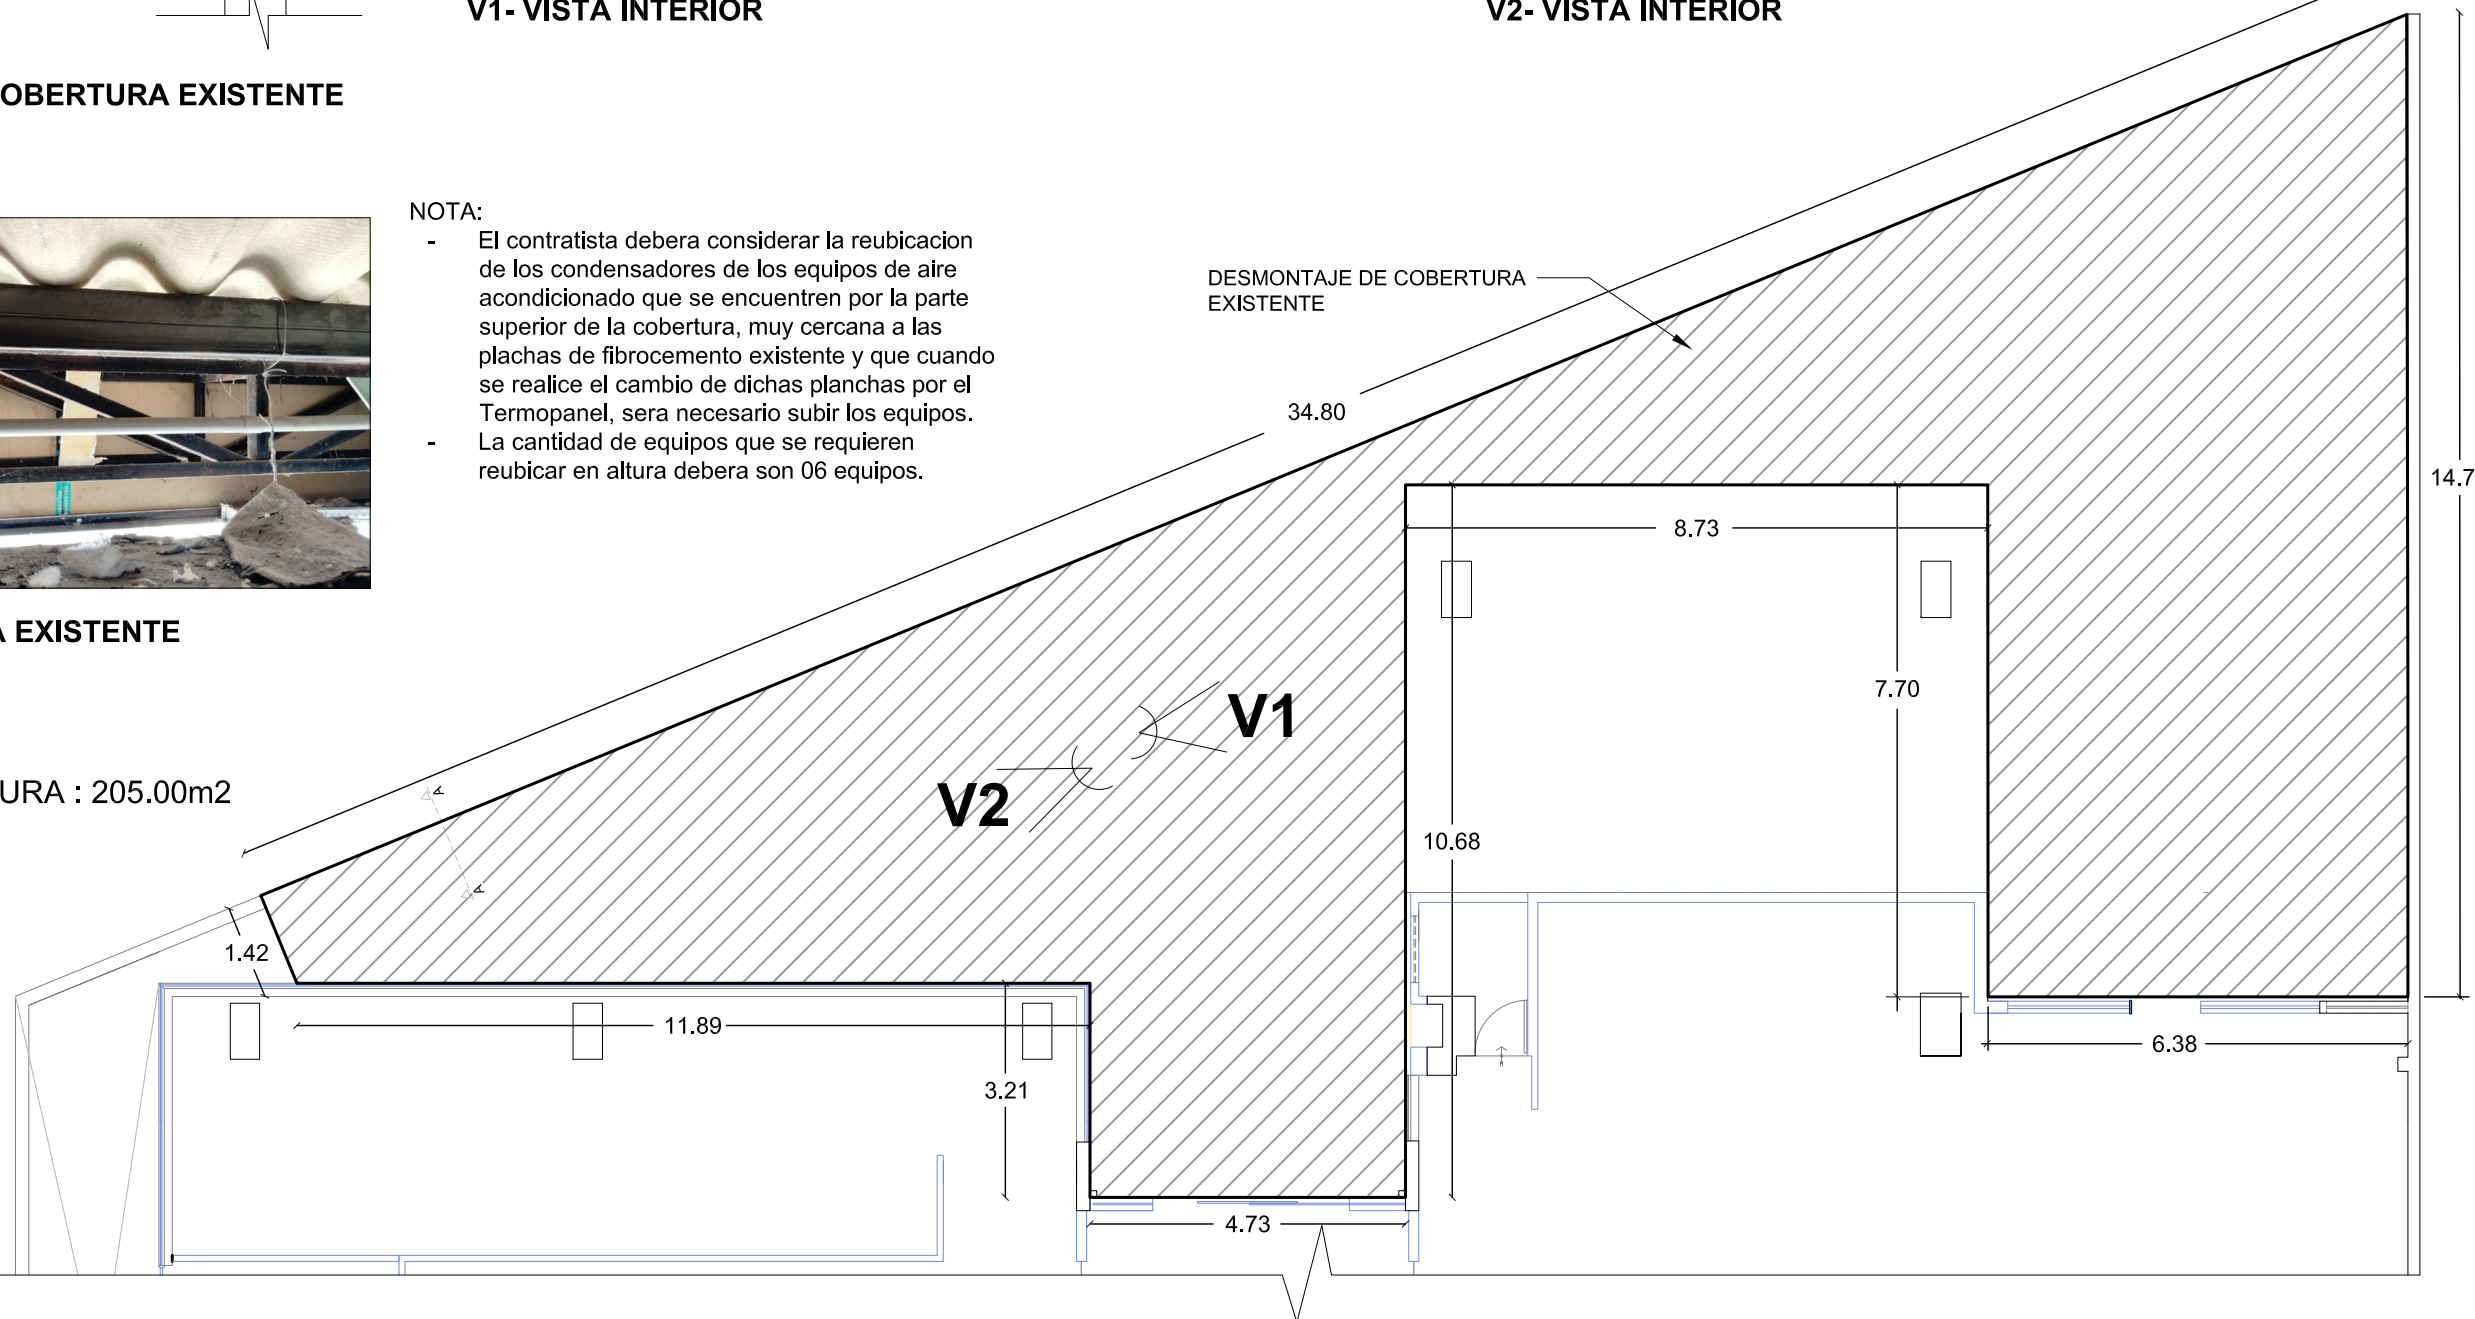 V1- VISTA INTERIOR
V2- VISTA INTERIOR
OBERTURA EXISTENTE
NOTA:
- El contratista debera considerar la reubicacion
de los condensadores de los equipos de aire
acondicionado que se encuentren por la parte
superior de la cobertura, muy cercana a las
plachas de fibrocemento existente y que cuando
se realice el cambio de dichas planchas por el
Termopanel, sera necesario subir los equipos.
- La cantidad de equipos que se requieren
reubicar en altura debera son 06 equipos.
DESMONTAJE DE COBERTURA
EXISTENTE
34.80
14.7
8.73
A EXISTENTE
7.70
V1
V2
URA : 205.00m2
A
A
10.68
1.42
11.89
6.38
3.21
4.73